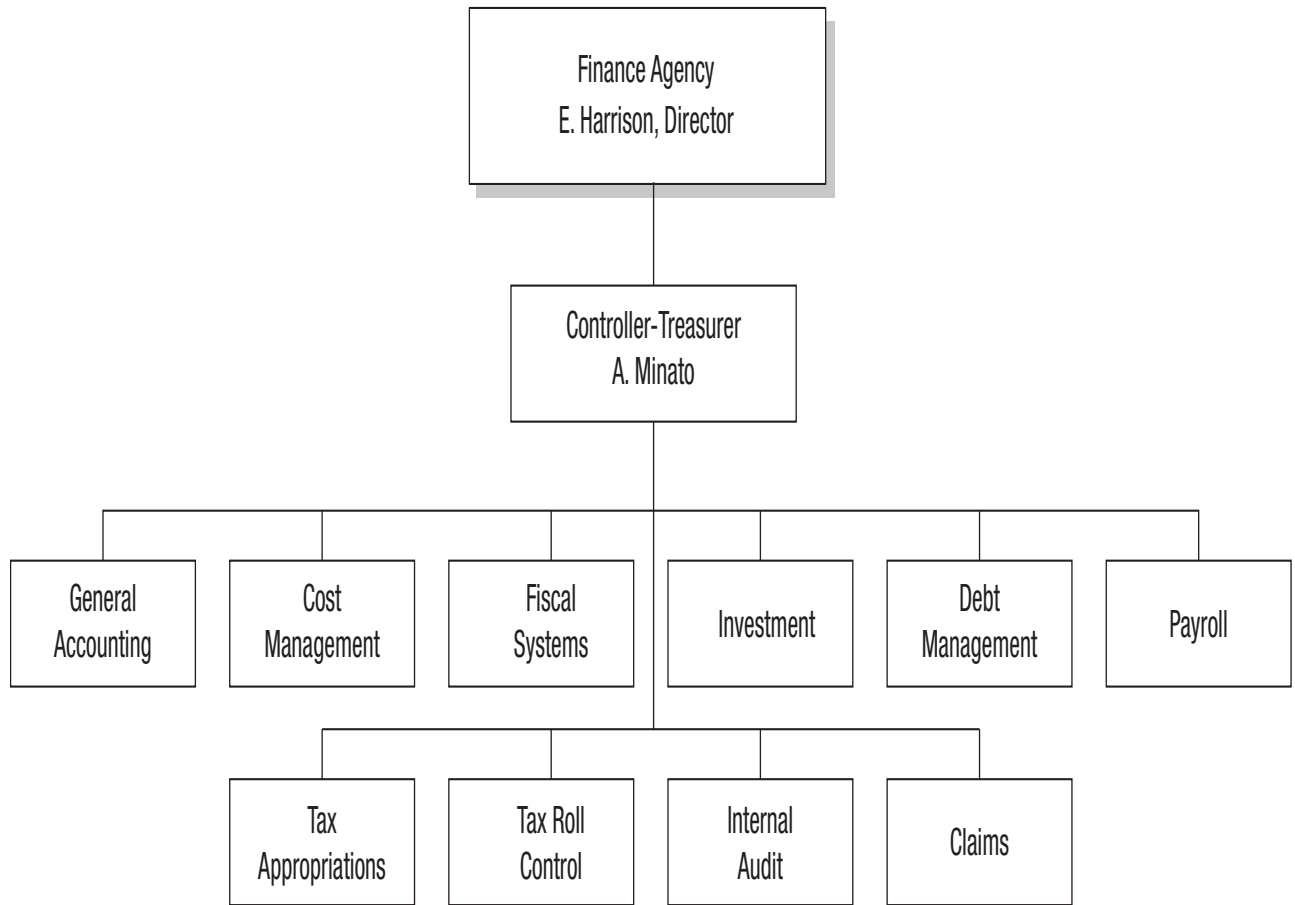 Finance Agency
E. Harrison, Director
Controller-Treasurer
A. Minato
General
Accounting
Cost
Management
Fiscal
Systems
Investment
Debt
Management
Payroll
Tax
Appropriations
Tax Roll
Control
Internal
Audit
Claims